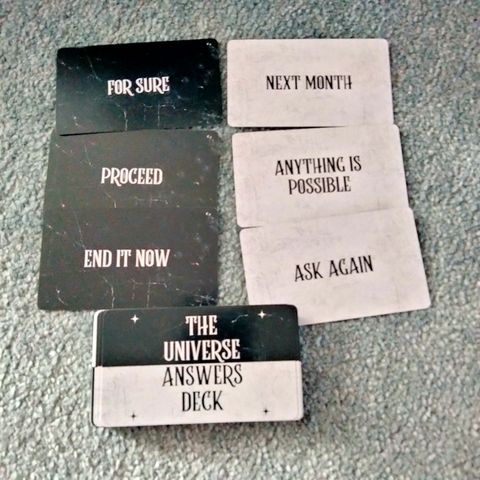 FOR SURE
NEXT MONTH
PROCEED
ANYTHING IS
POSSIBLE
END IT NOW
ASK AGAIN
THE
UNIVERSE
ANSWERS
DECK